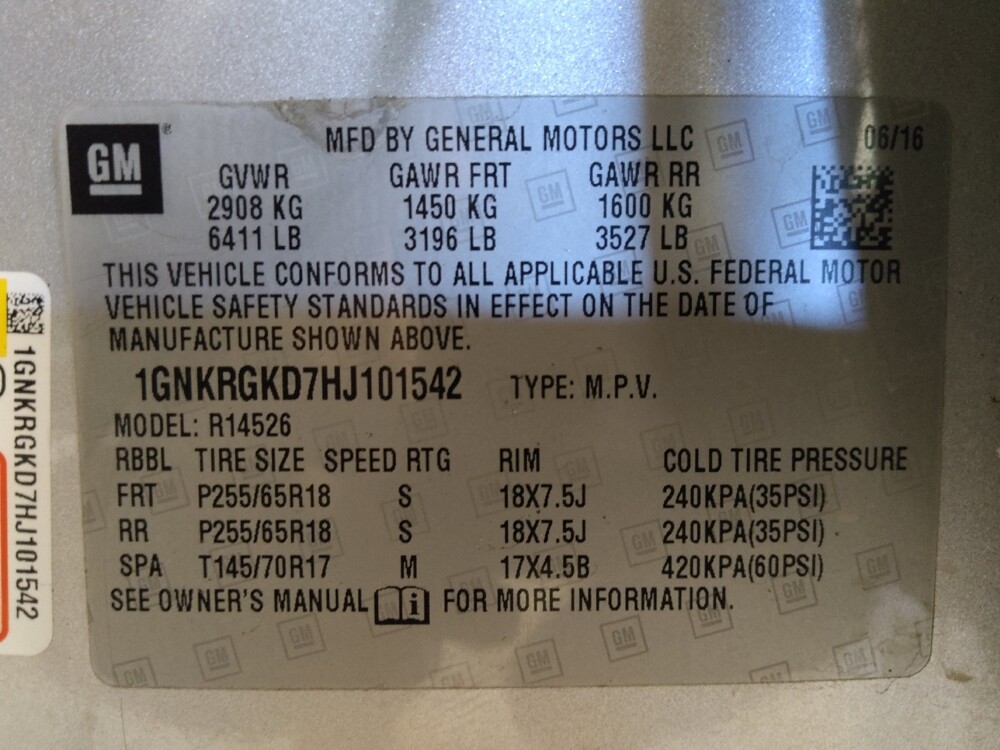 GM
MFD BY GENERAL MOTORS LLC 06/16
GVWR GAWR FRT GAWR RR
2908 KG 1450 KG 1600 KG
6411 LB 3196 LB 3527 LB
THIS VEHICLE CONFORMS TO ALL APPLICABLE U.S. FEDERAL MOTOR
VEHICLE SAFETY STANDARDS IN EFFECT ON THE DATE OF
MANUFACTURE SHOWN ABOVE.
1GNKRGKD7HJ101542 TYPE: M.P.V.
MODEL: R14526
RBBL TIRE SIZE SPEED RTG RIM COLD TIRE PRESSURE
FRT P255/65R18 S 18X7.5J 240KPA(35PSI)
RR P255/65R18 S 18X7.5J 240KPA(35PSI)
SPA T145/70R17 M 17X4.5B 420KPA(60PSI)
SEE OWNER'S MANUAL i FOR MORE INFORMATION.
1GNKRGKD7HJ101542